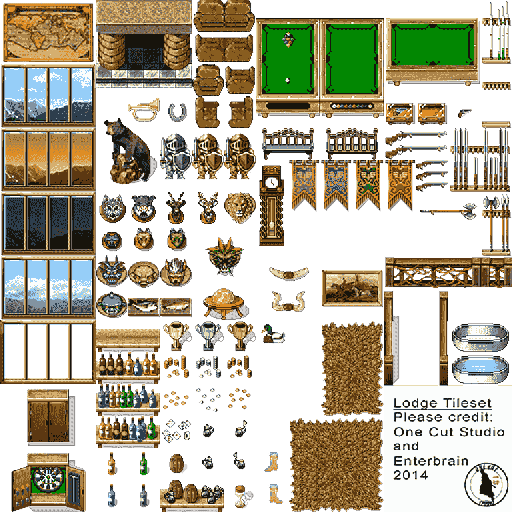 Lodge Tileset
Please credit:
One Cut Studio
and
Enterbrain
2014